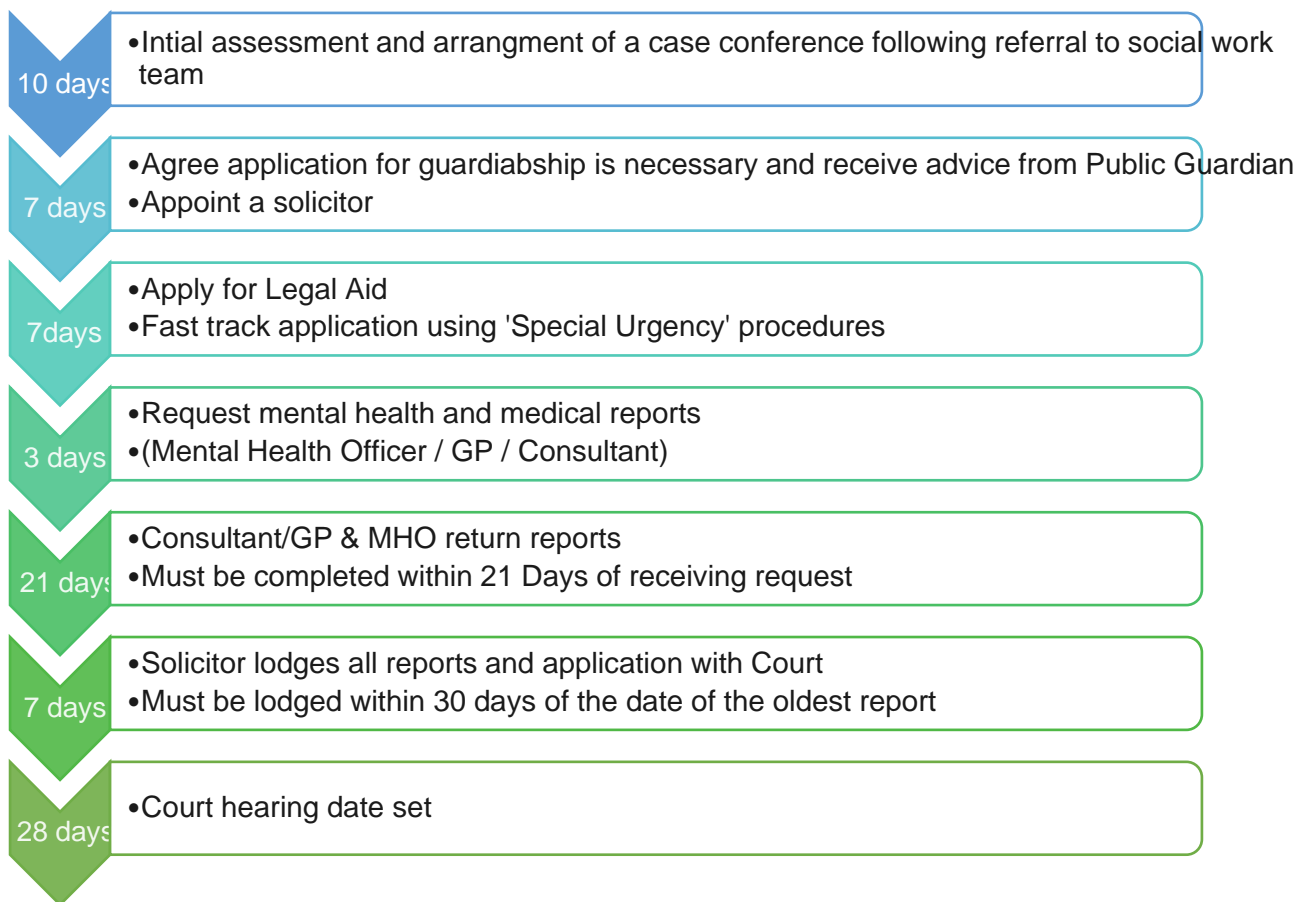 •Intial assessment and arrangment of a case conference following referral to social work
team
10 days
•Agree application for guardiabship is necessary and receive advice from Public Guardian
•Appoint a solicitor
7 days
•Apply for Legal Aid
•Fast track application using 'Special Urgency' procedures
7days
•Request mental health and medical reports
•(Mental Health Officer / GP / Consultant)
3 days
•Consultant/GP & MHO return reports
•Must be completed within 21 Days of receiving request
21 days
•Solicitor lodges all reports and application with Court
•Must be lodged within 30 days of the date of the oldest report
7 days
•Court hearing date set
28 days